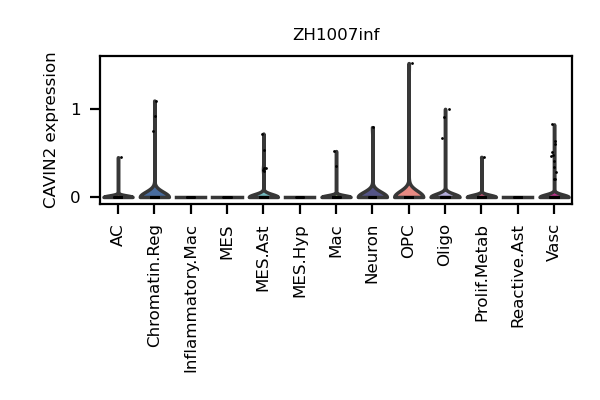 ZH1007inf
CAVIN2 expression
1
0
AC
Chromatin.Reg
Inflammatory.Mac
MES
MES.Ast
MES.Hyp
Mac
Neuron
OPC
Oligo
Prolif.Metab
Reactive.Ast
Vasc